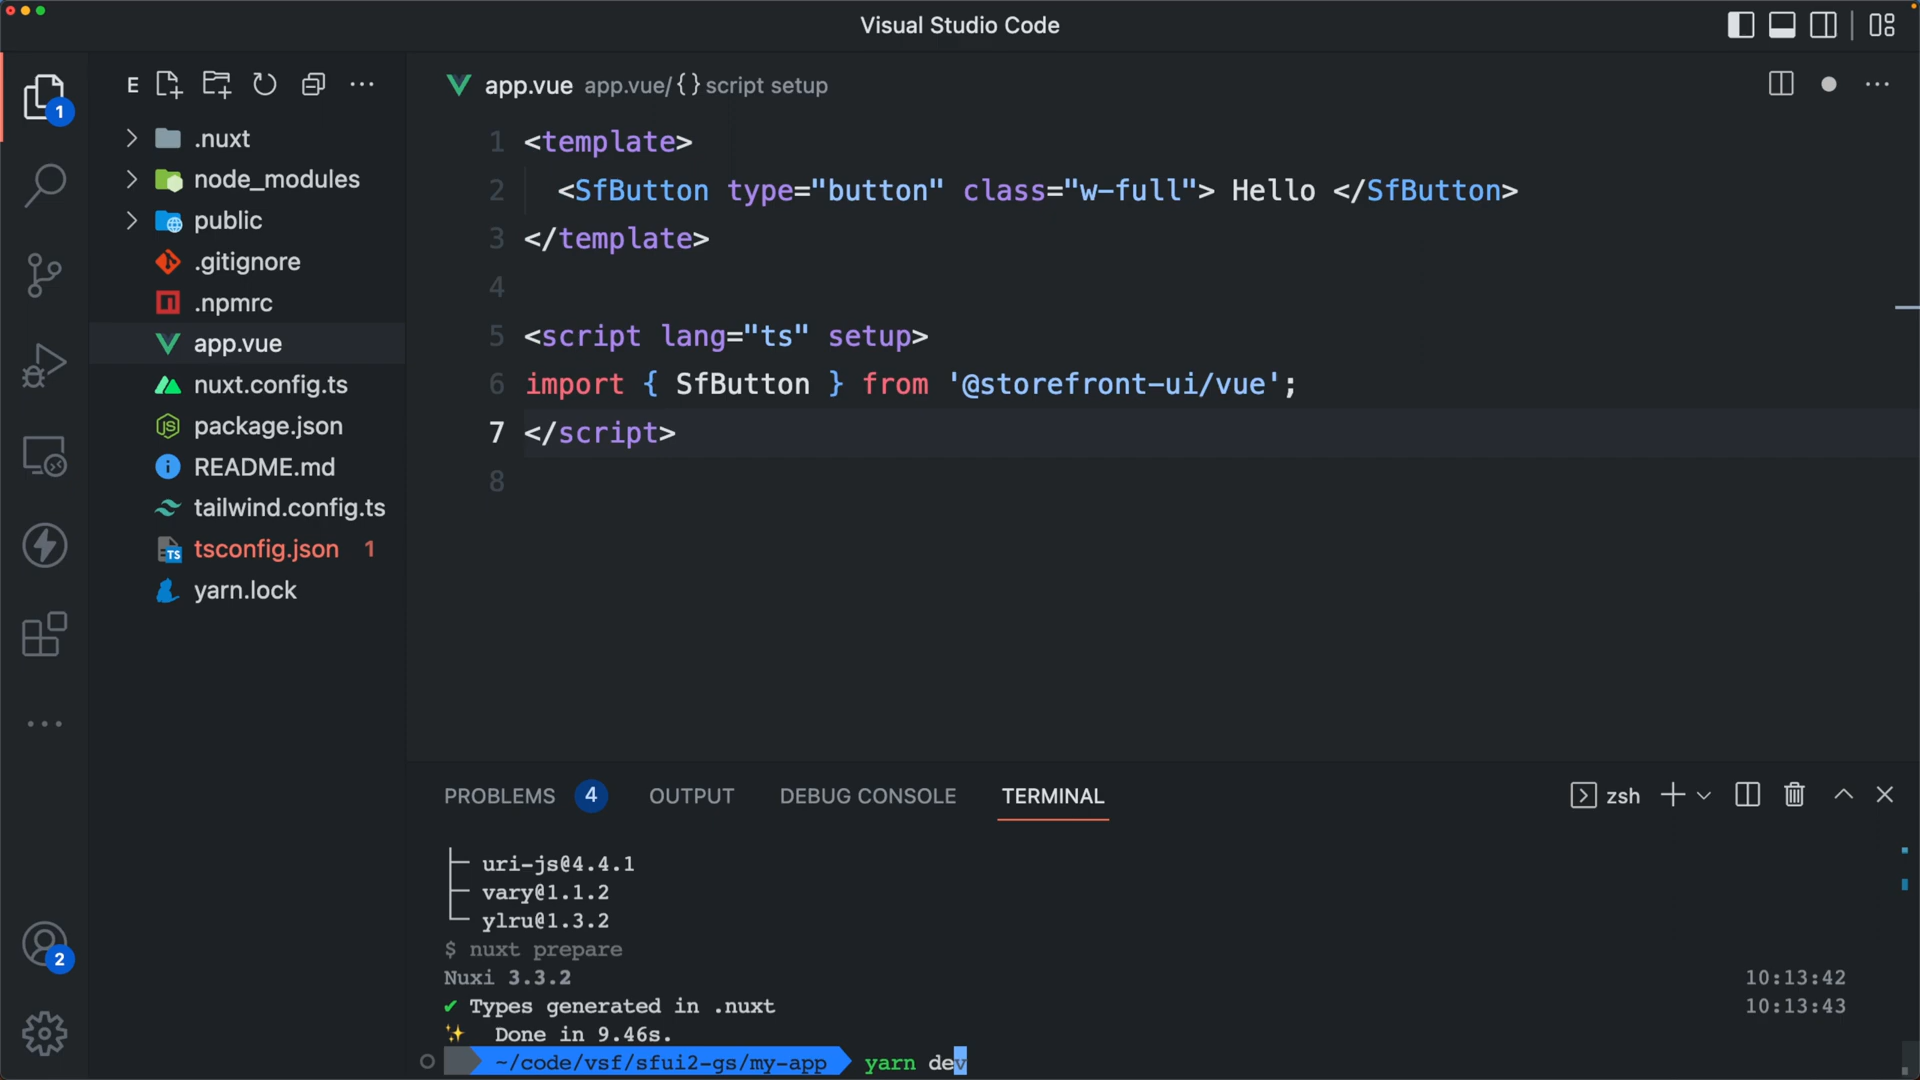 Visual Studio Code
1
E
.nuxt
node_modules
public
.gitignore
.npmrc
app.vue
nuxt.config.ts
package.json
README.md
tailwind.config.ts
tsconfig.json 1
yarn.lock
2
app.vue app.vue/{} script setup
1 <template>
2 <SfButton type="button" class="w-full"> Hello </SfButton>
3 </template>
4
5 <script lang="ts" setup>
6 import { SfButton } from '@storefront-ui/vue';
7 </script>
8
PROBLEMS 4 OUTPUT DEBUG CONSOLE TERMINAL zsh
├─ uri-js@4.4.1
├─ vary@1.1.2
└─ ylru@1.3.2
$ nuxt prepare
Nuxi 3.3.2 10:13:42
✔ Types generated in .nuxt 10:13:43
✨ Done in 9.46s.
~/code/vsf/sfui2-gs/my-app yarn dev